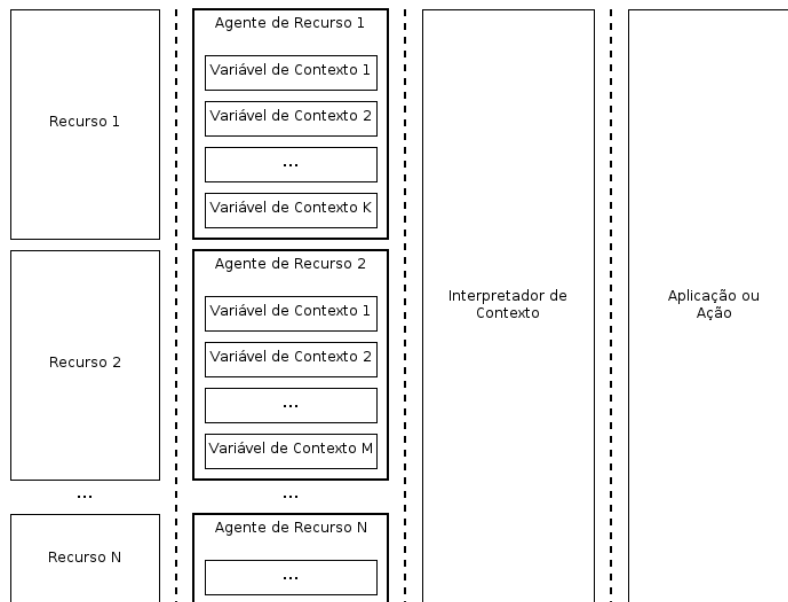 Recurso 1
Agente de Recurso 1
Variável de Contexto 1
Variável de Contexto 2
...
Variável de Contexto K
Recurso 2
Agente de Recurso 2
Variável de Contexto 1
Variável de Contexto 2
...
Variável de Contexto M
...
...
Recurso N
Agente de Recurso N
...
Interpretador de
Contexto
Aplicação ou
Ação